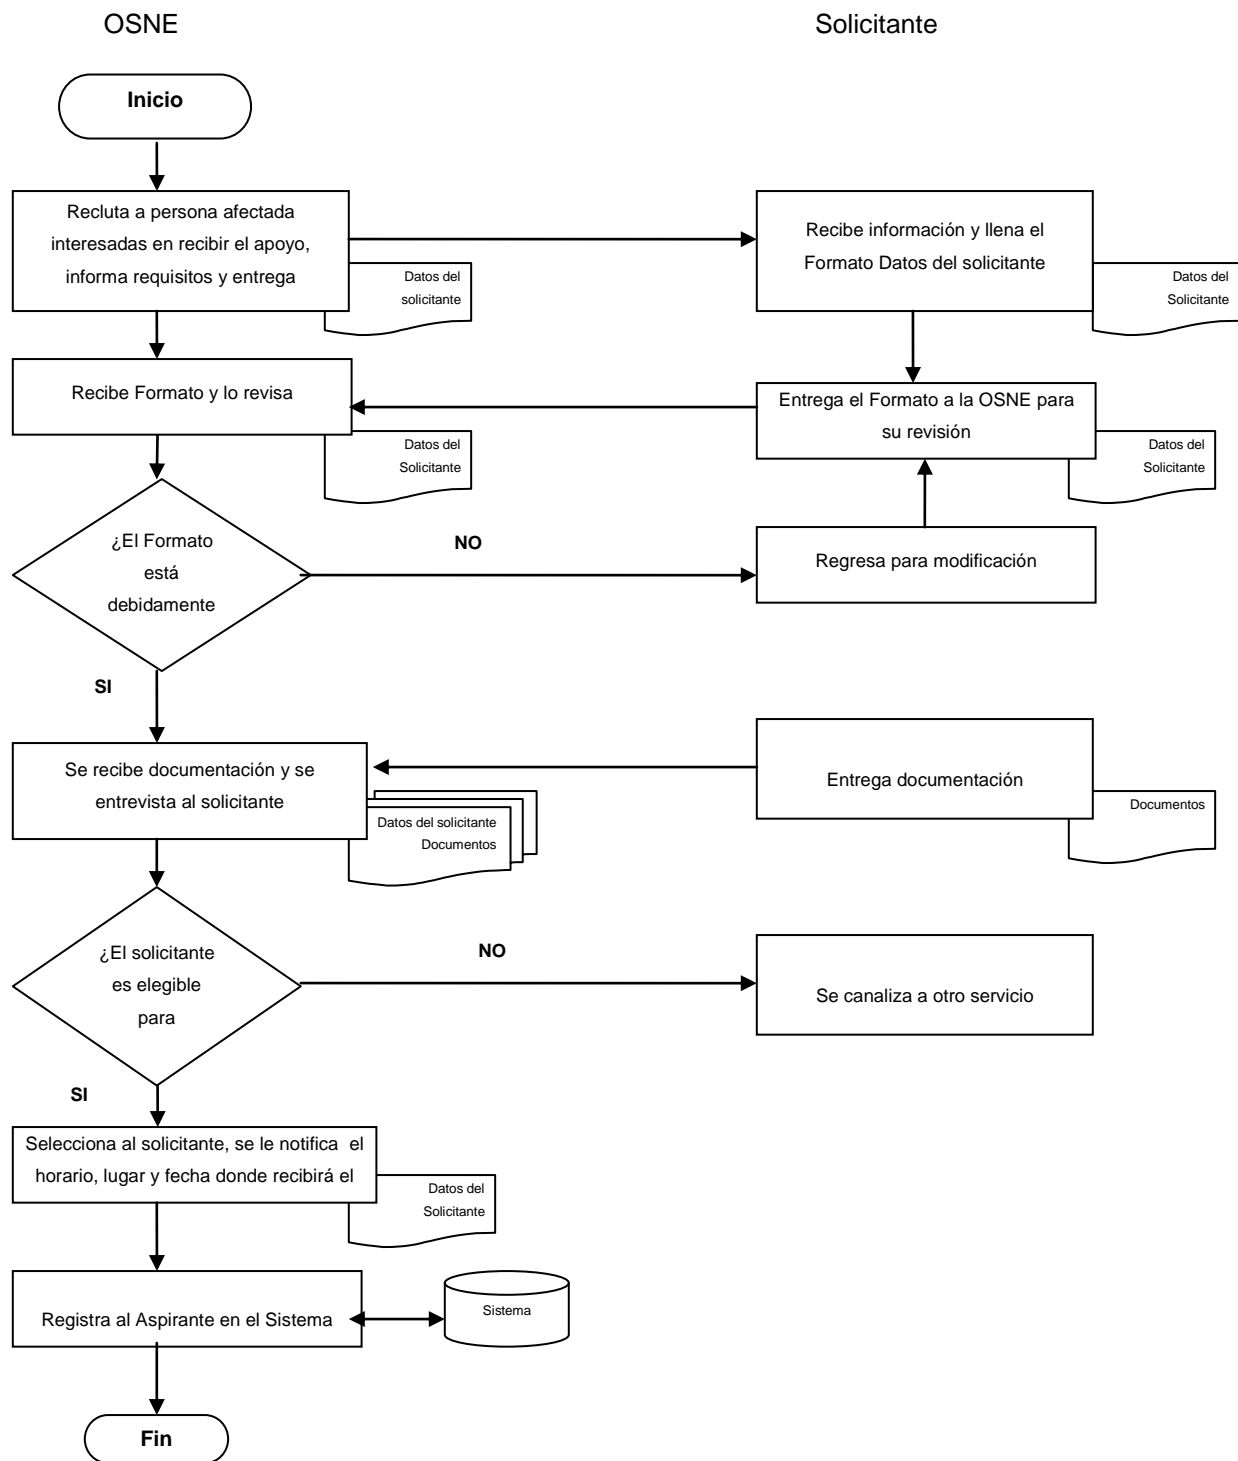 OSNE
Solicitante
Inicio
Recluta a persona afectada
interesadas en recibir el apoyo,
informa requisitos y entrega
Datos del
solicitante
Recibe información y llena el
Formato Datos del solicitante
Datos del
Solicitante
Recibe Formato y lo revisa
Datos del
Solicitante
Entrega el Formato a la OSNE para
su revisión
Datos del
Solicitante
¿El Formato
está
debidamente
NO
Regresa para modificación
SI
Se recibe documentación y se
entrevista al solicitante
Datos del solicitante
Documentos
Entrega documentación
Documentos
¿El solicitante
es elegible
para
NO
Se canaliza a otro servicio
SI
Selecciona al solicitante, se le notifica  el
horario, lugar y fecha donde recibirá el
Datos del
Solicitante
Registra al Aspirante en el Sistema
Sistema
Fin